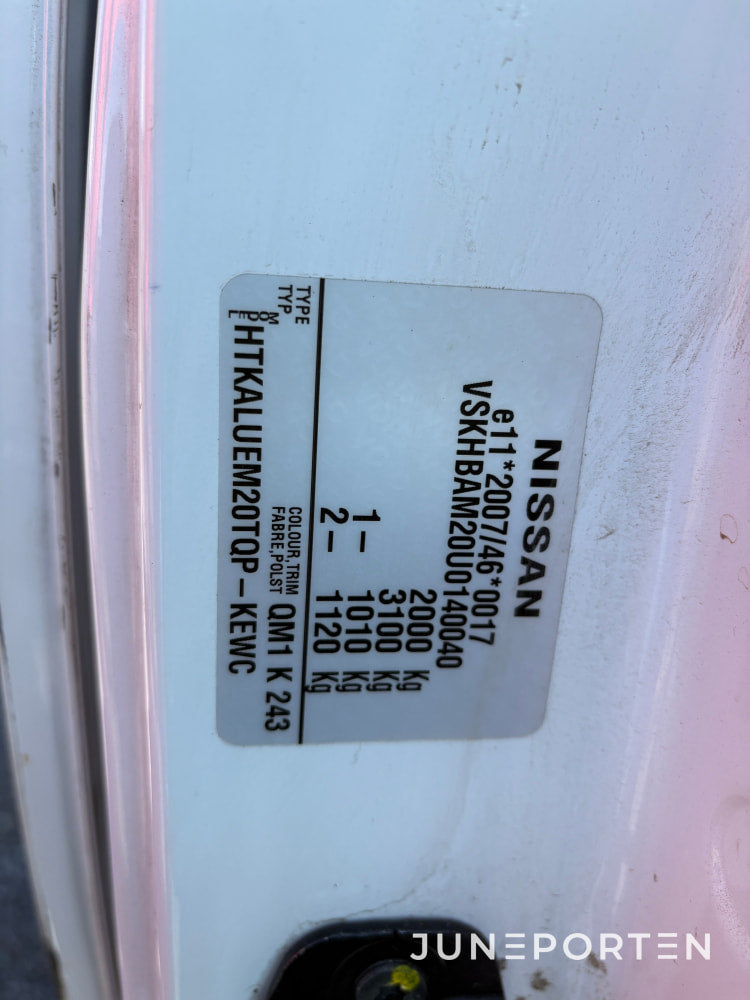 NISSAN
e11*2007/46*0017
VSKHBAM20U0140040
2000 Kg
3100 Kg
1 – 1010 Kg
2 – 1120 Kg
TYPE
TYP
COLOUR,TRIM
FABRE,POLST
QM1 K 243
MODEL HTKALUEM20TQP–KEWC
JUNEPORTEN